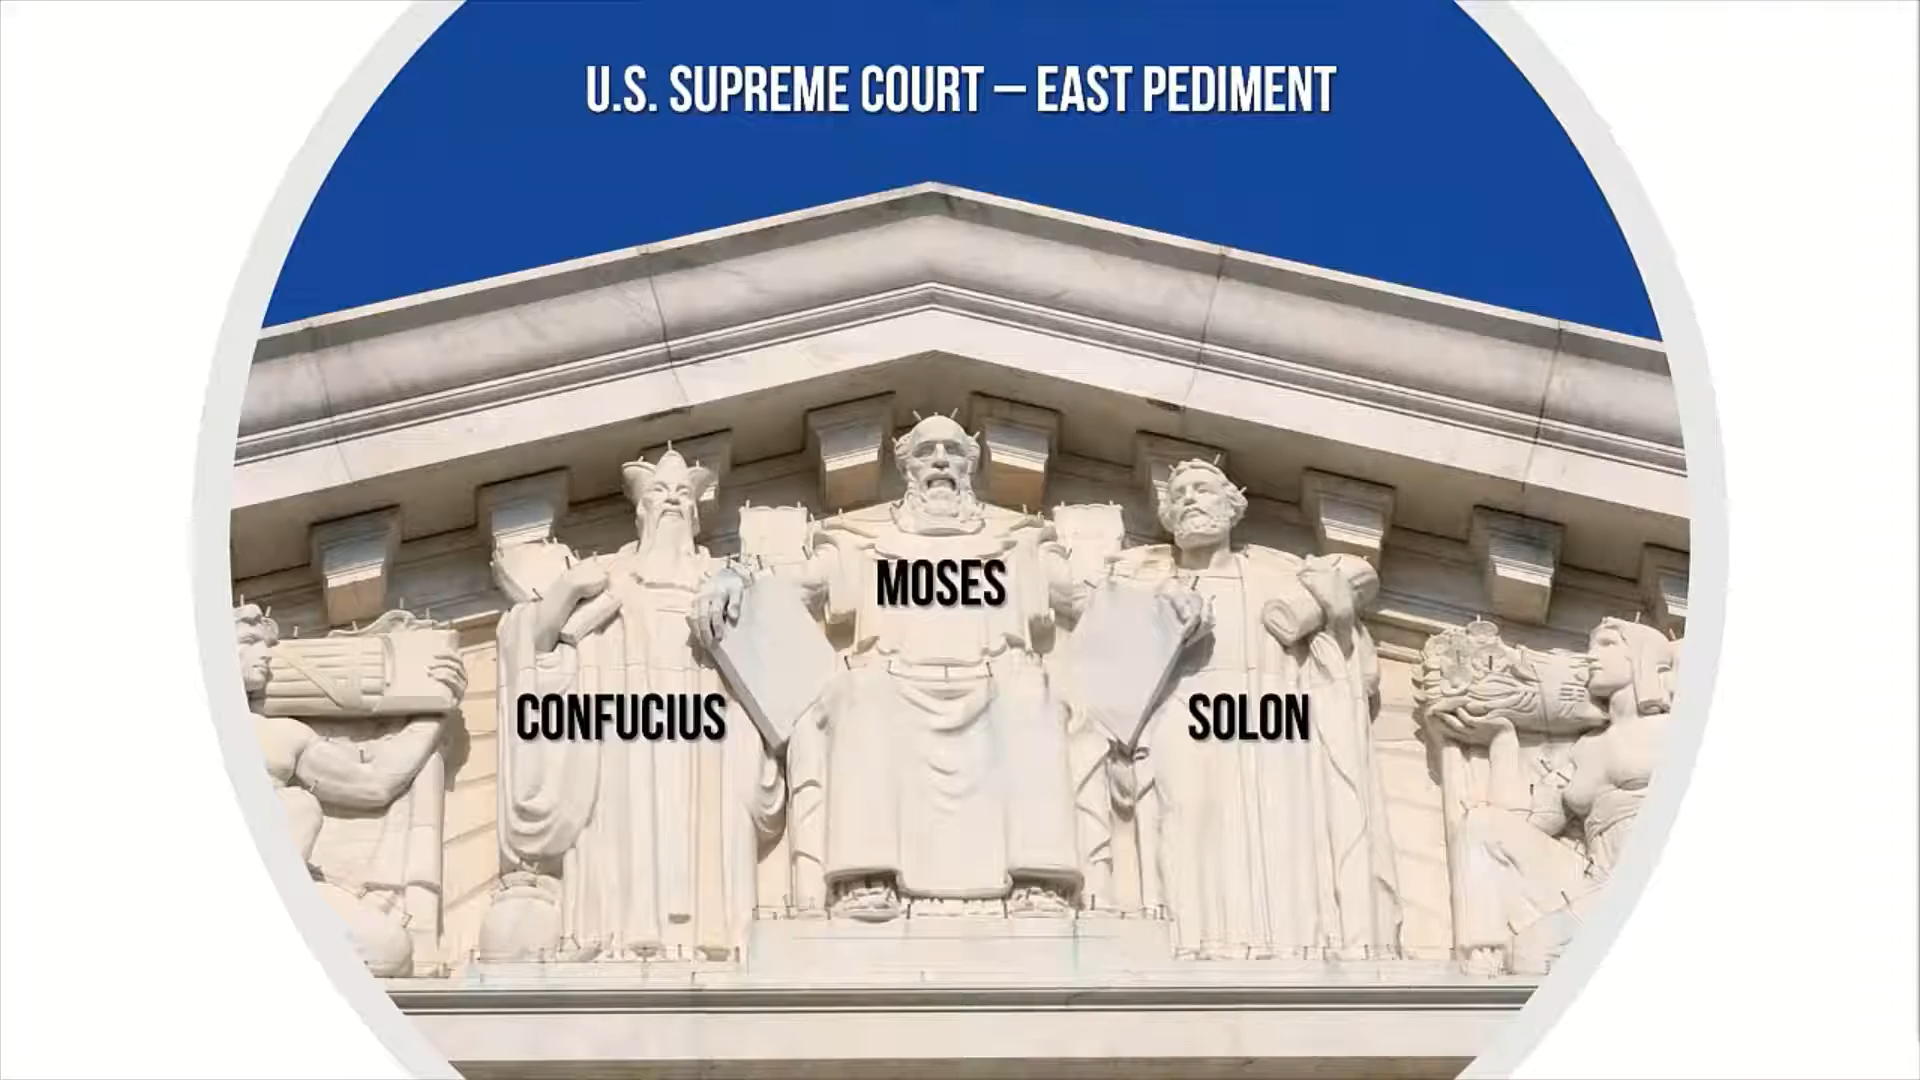 U.S. SUPREME COURT – EAST PEDIMENT
MOSES
CONFUCIUS
SOLON